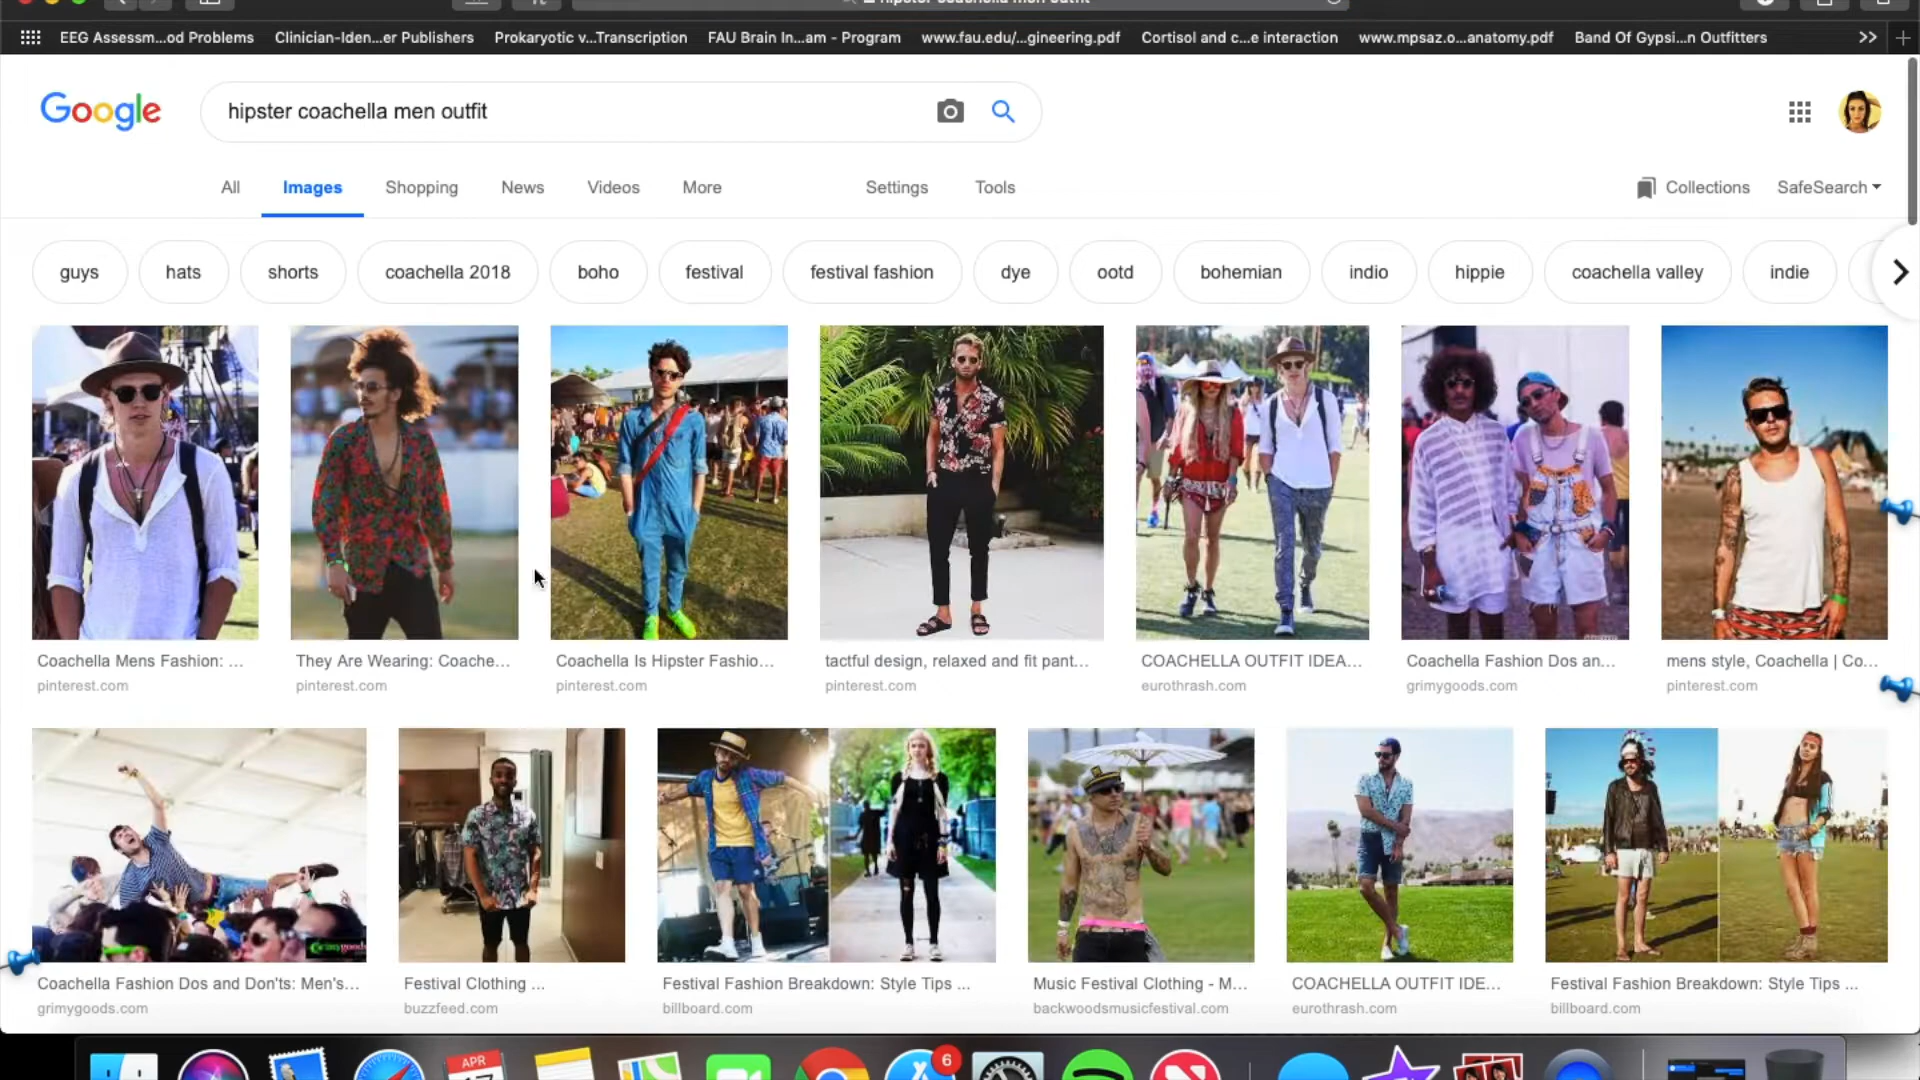 EEG Assessm...od Problems Clinician-Iden...er Publishers Prokaryotic v...Transcription FAU Brain In...am - Program www.fau.edu/...gineering.pdf Cortisol and c...e interaction www.mpsaz.o...anatomy.pdf Band Of Gypsi...n Outfitters >>
Google hipster coachella men outfit
All Images Shopping News Videos More Settings Tools Collections SafeSearch
guys hats shorts coachella 2018 boho festival festival fashion dye ootd bohemian indio hippie coachella valley indie
Coachella Mens Fashion: ... They Are Wearing: Coache... Coachella Is Hipster Fashio... tactful design, relaxed and fit pant... COACHELLA OUTFIT IDEA... Coachella Fashion Dos an... mens style, Coachella | Co...
pinterest.com pinterest.com pinterest.com pinterest.com eurothrash.com grimygoods.com pinterest.com
Coachella Fashion Dos and Don'ts: Men's... Festival Clothing ... Festival Fashion Breakdown: Style Tips ... Music Festival Clothing - M... COACHELLA OUTFIT IDE... Festival Fashion Breakdown: Style Tips ...
grimygoods.com buzzfeed.com billboard.com backwoodsmusicfestival.com eurothrash.com billboard.com
APR 6